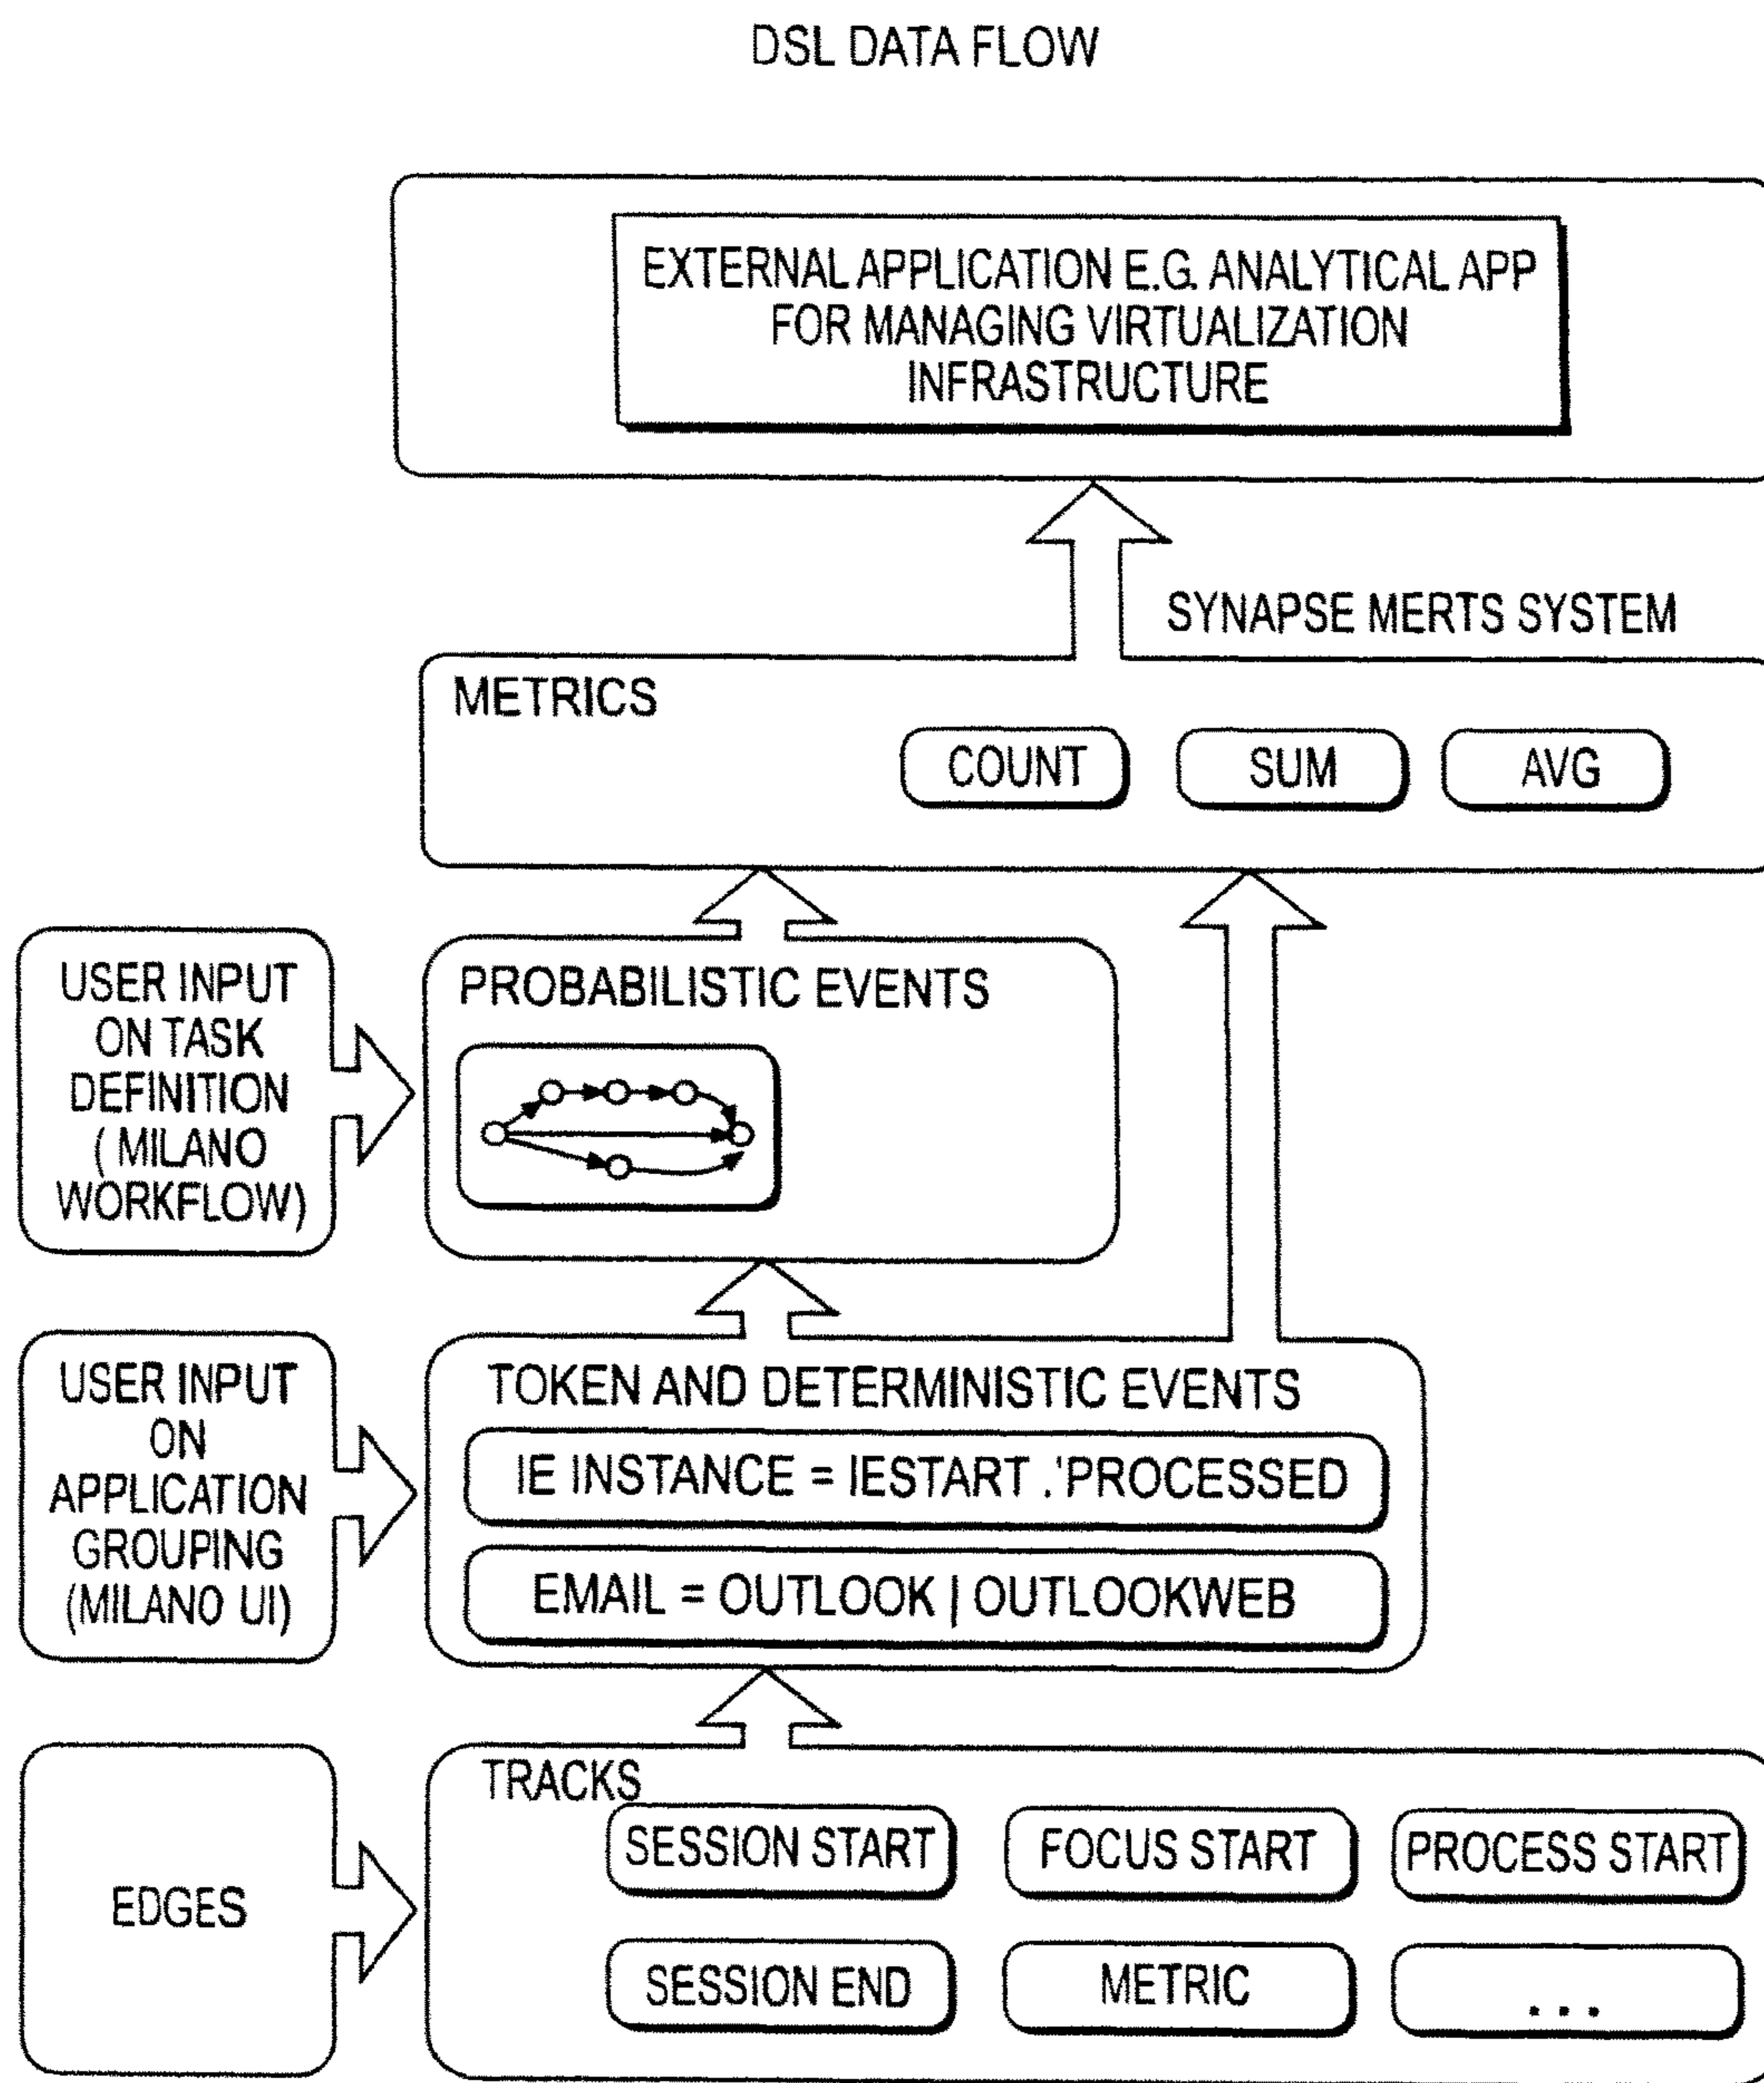 DSL DATA FLOW
EXTERNAL APPLICATION E.G. ANALYTICAL APP
FOR MANAGING VIRTUALIZATION
INFRASTRUCTURE
SYNAPSE MERTS SYSTEM
METRICS
COUNT
SUM
AVG
USER INPUT
ON TASK
DEFINITION
( MILANO
WORKFLOW)
PROBABILISTIC EVENTS
USER INPUT
ON
APPLICATION
GROUPING
(MILANO UI)
TOKEN AND DETERMINISTIC EVENTS
IE INSTANCE = IESTART .'PROCESSED
EMAIL = OUTLOOK | OUTLOOKWEB
EDGES
TRACKS
SESSION START
FOCUS START
PROCESS START
SESSION END
METRIC
. . .